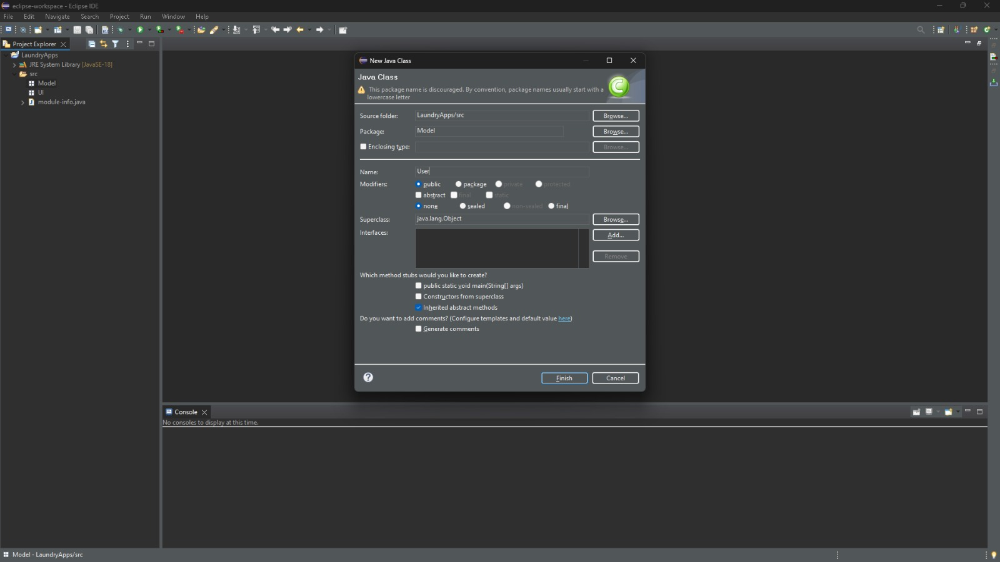 eclipse-workspace - Eclipse IDE
File Edit Navigate Search Project Run Window Help
Project Explorer
LaundryApps
JRE System Library [JavaSE-18]
src
Model
UI
module-info.java
New Java Class
Java Class
This package name is discouraged. By convention, package names usually start with a
lowercase letter
Source folder: LaundryApps/src Browse...
Package: Model Browse...
Enclosing type: Browse...
Name: User
Modifiers: public package private protected
abstract final static
none sealed non-sealed final
Superclass: java.lang.Object Browse...
Interfaces: Add...
Remove
Which method stubs would you like to create?
public static void main(String[] args)
Constructors from superclass
Inherited abstract methods
Do you want to add comments? (Configure templates and default value here)
Generate comments
Finish Cancel
Console
No consoles to display at this time.
Model - LaundryApps/src